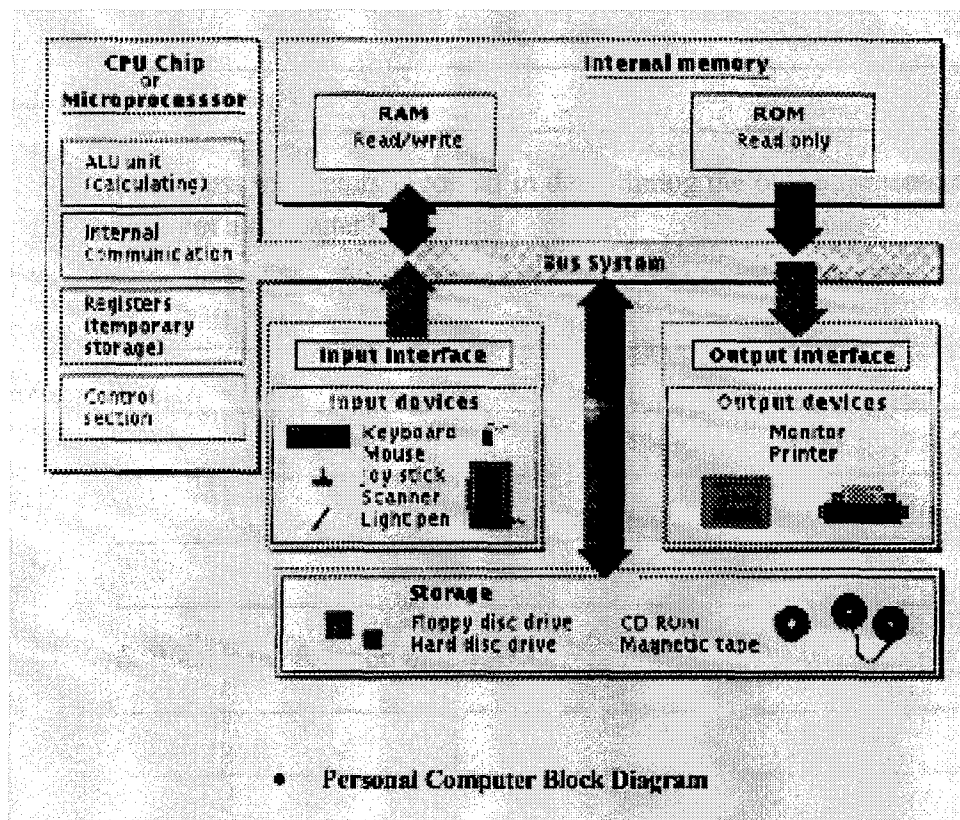 CPU Chip
or
Microprocesssor
ALU unit
(calculating)
Internal
Communication
Registers
(temporary
storage)
Control
section
Internal memory
RAM
Read/write
ROM
Read only
Bus System
Input Interface
Input devices
Keyboard
Mouse
Joy stick
Scanner
Light pen
Output Interface
Output devices
Monitor
Printer
Storage
Floppy disc drive
Hard disc drive
CD ROM
Magnetic tape
• Personal Computer Block Diagram